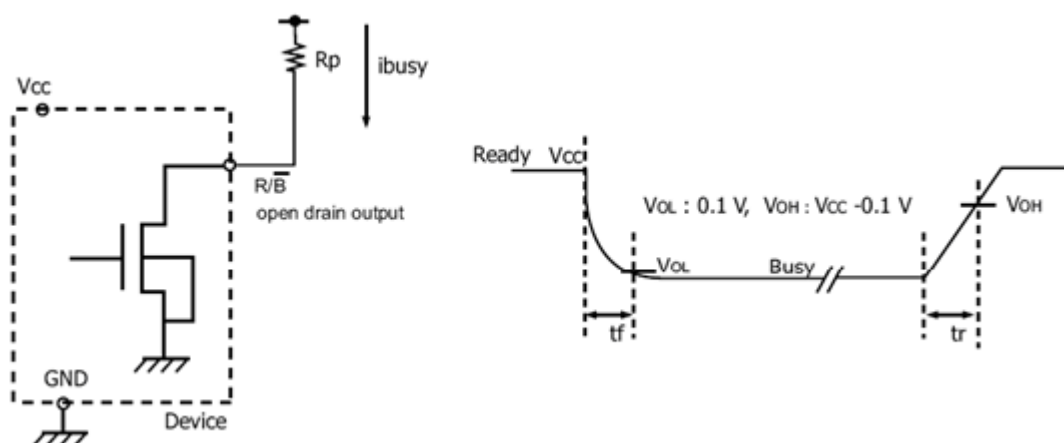 Rp
ibusy
Vcc
R/B̅
open drain output
GND
Device
Ready Vcc
VOL : 0.1 V, VOH : VCC -0.1 V
VOH
VOL
Busy
tf
tr